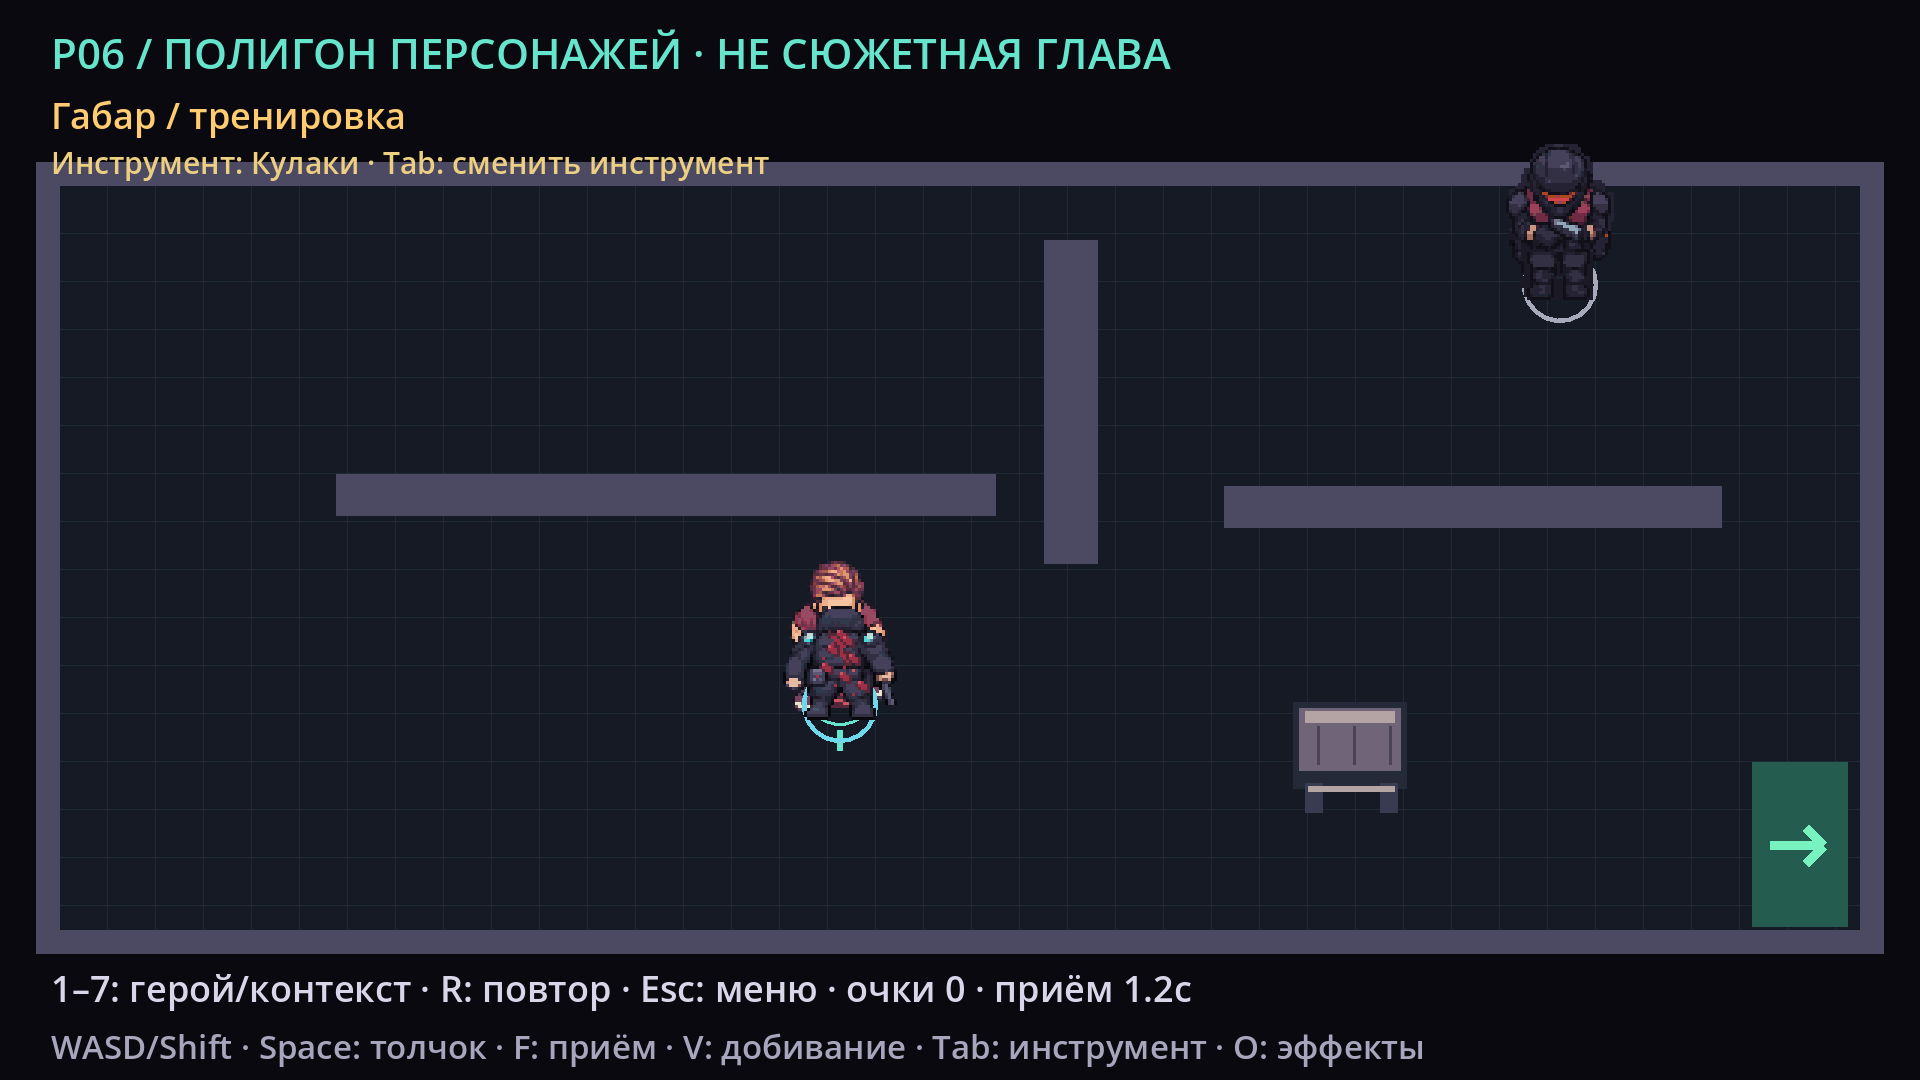 P06 / ПОЛИГОН ПЕРСОНАЖЕЙ · НЕ СЮЖЕТНАЯ ГЛАВА
Габар / тренировка
Инструмент: Кулаки · Tab: сменить инструмент
1–7: герой/контекст · R: повтор · Esc: меню · очки 0 · приём 1.2с
WASD/Shift · Space: толчок · F: приём · V: добивание · Tab: инструмент · O: эффекты